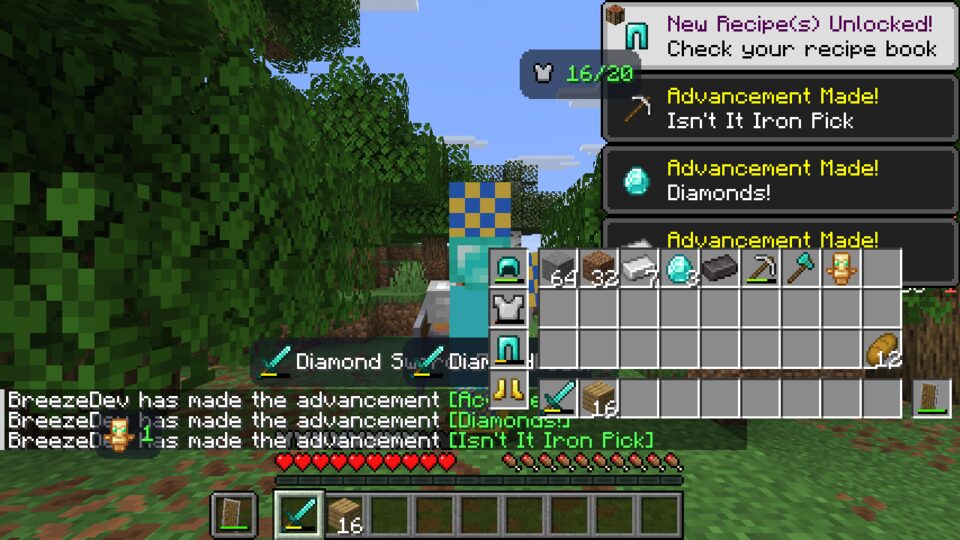 New Recipe(s) Unlocked!
Check your recipe book
16/20
Advancement Made!
Isn't It Iron Pick
Advancement Made!
Diamonds!
Advancement Made!
64
32
7
3
12
16
Diamond
BreezeDev has made the advancement
BreezeDev has made the advancement [Diamonds!]
BreezeDev has made the advancement [Isn't It Iron Pick]
1
16